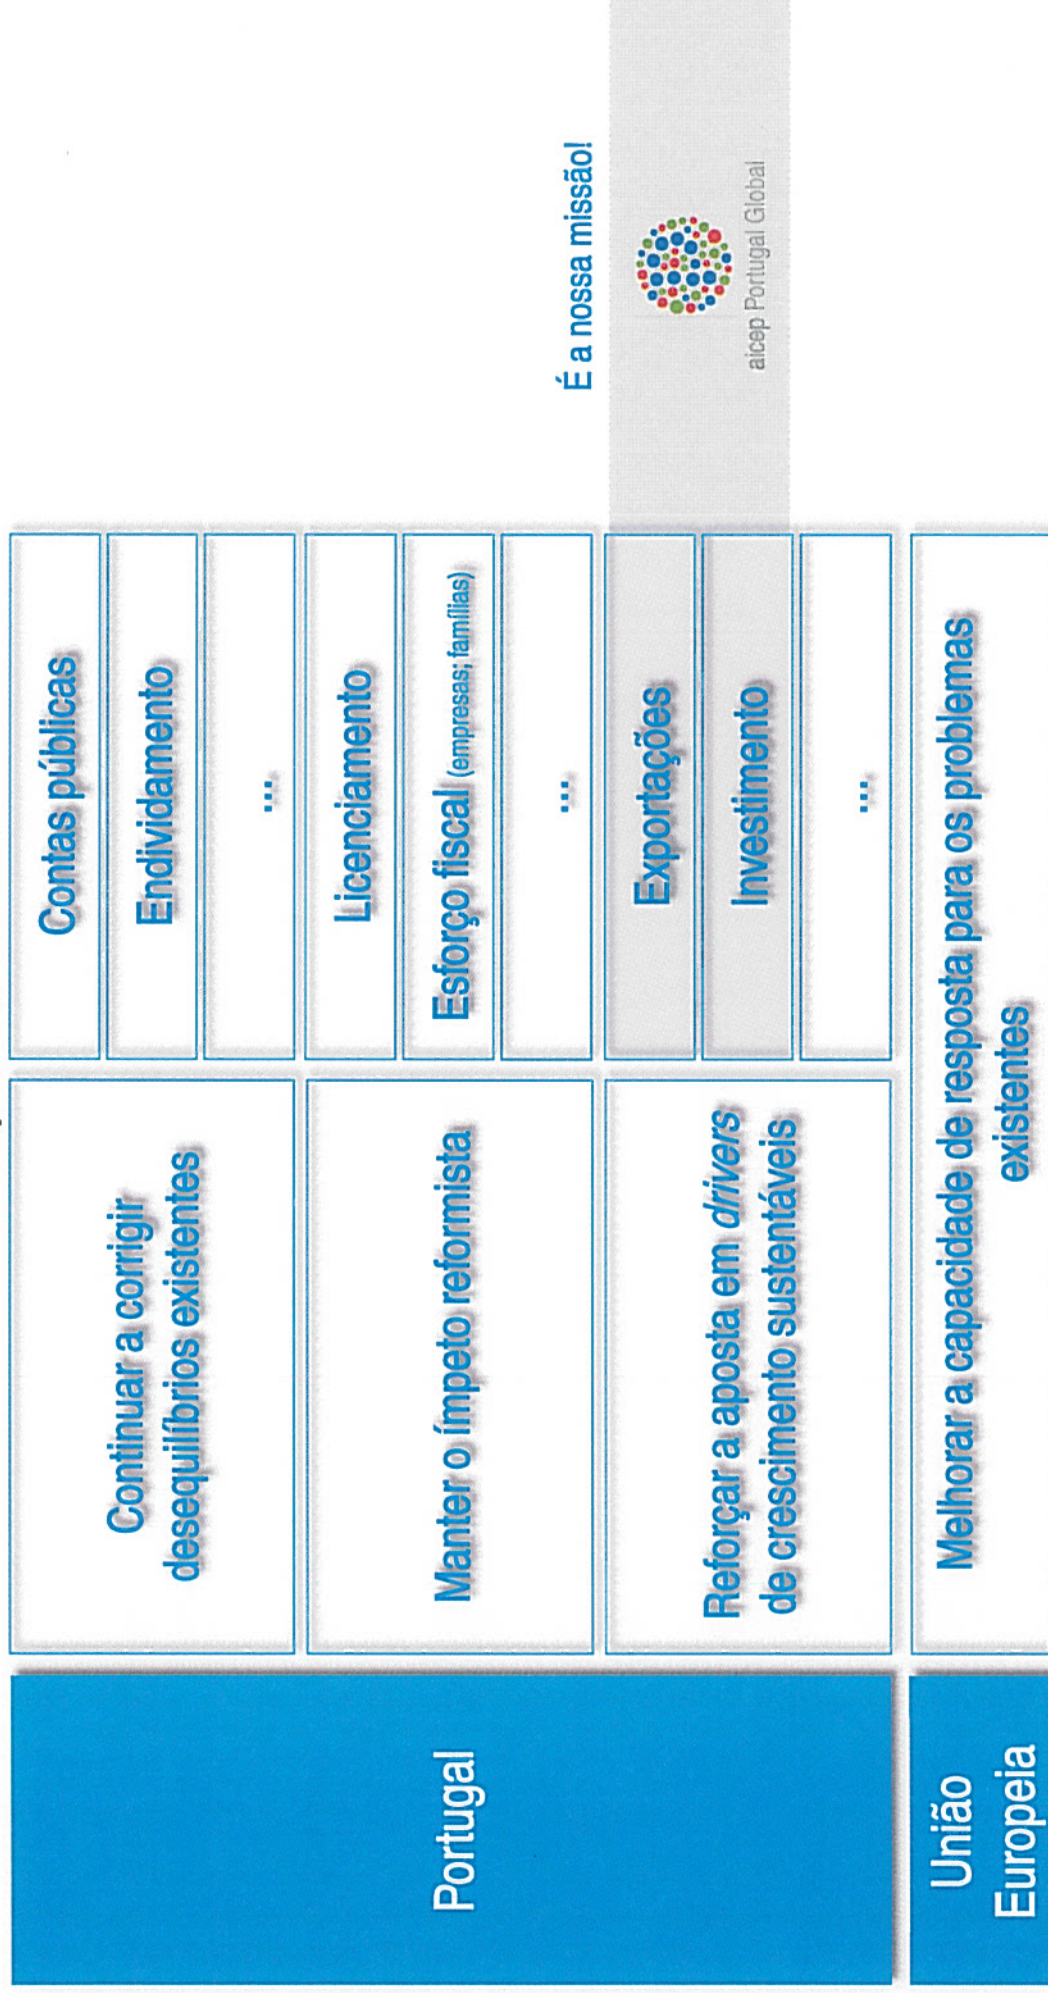 Portugal
Continuar a corrigir
desequilíbrios existentes
Contas públicas
Endividamento
...
Manter o ímpeto reformista
Licenciamento
Esforço fiscal (empresas; famílias)
...
É a nossa missão!
Reforçar a aposta em drivers
de crescimento sustentáveis
Exportações
Investimento
...
aicep Portugal Global
União
Europeia
Melhorar a capacidade de resposta para os problemas
existentes